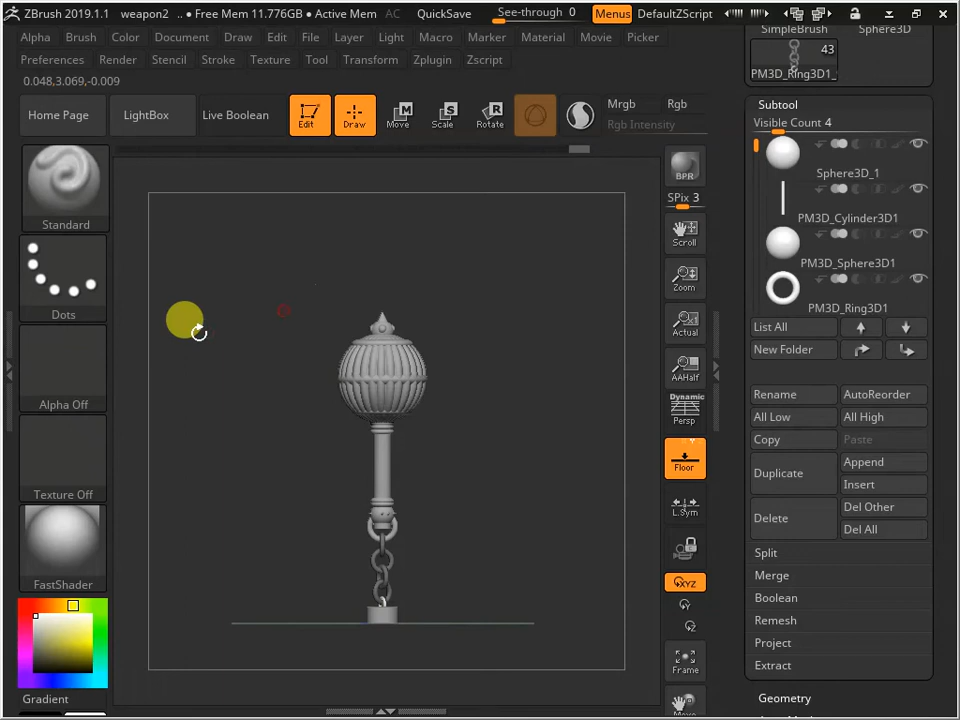 ZBrush 2019.1.1 weapon2 .. • Free Mem 11.776GB • Active Mem AC QuickSave See-through 0 Menus DefaultZScript
Alpha Brush Color Document Draw Edit File Layer Light Macro Marker Material Movie Picker
Preferences Render Stencil Stroke Texture Tool Transform Zplugin Zscript
0.048,3.069,-0.009
Home Page LightBox Live Boolean Edit Draw Move Scale Rotate Mrgb Rgb
Rgb Intensity
Standard
Dots
Alpha Off
Texture Off
FastShader
Gradient
BPR
SPix 3
Scroll
Zoom
Actual
AAHalf
Dynamic
Persp
Floor
L.Sym
XYZ
Frame
Move
SimpleBrush Sphere3D
43
PM3D_Ring3D1_
Subtool
Visible Count 4
Sphere3D_1
PM3D_Cylinder3D1
PM3D_Sphere3D1
PM3D_Ring3D1
List All
New Folder
Rename AutoReorder
All Low All High
Copy Paste
Duplicate Append
Insert
Delete Del Other
Del All
Split
Merge
Boolean
Remesh
Project
Extract
Geometry